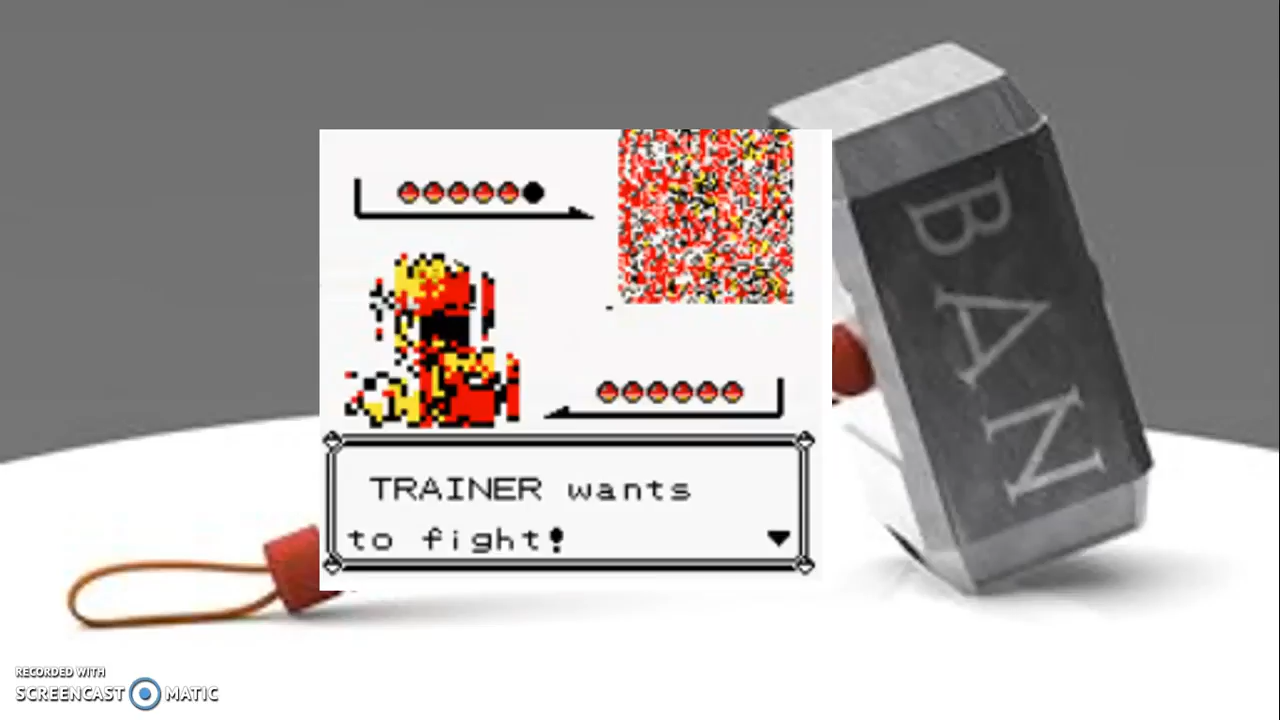 BAN
TRAINER wants
to fight!
RECORDED WITH
SCREENCAST MATIC